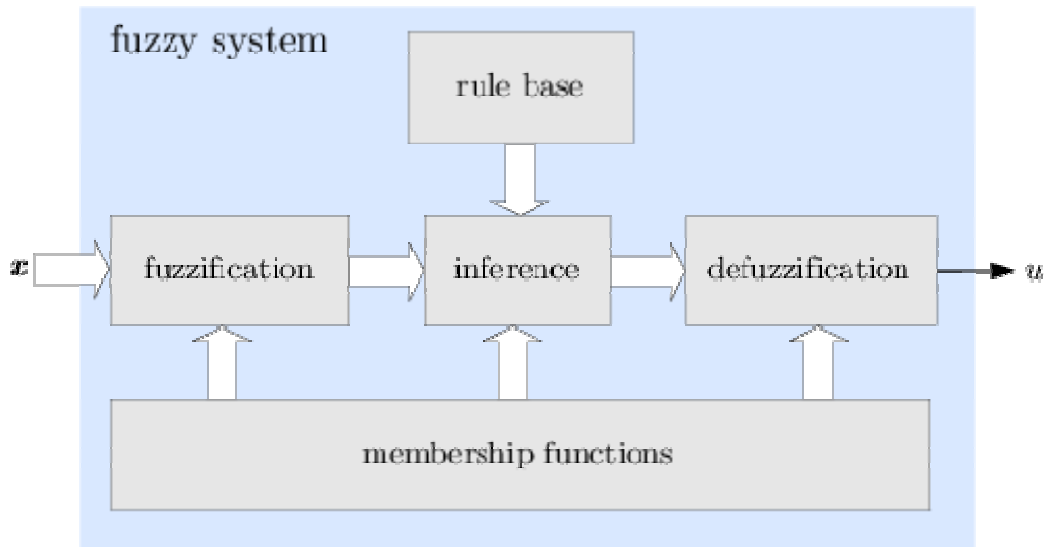 fuzzy system
rule base
x
fuzzification
inference
defuzzification
u
membership functions